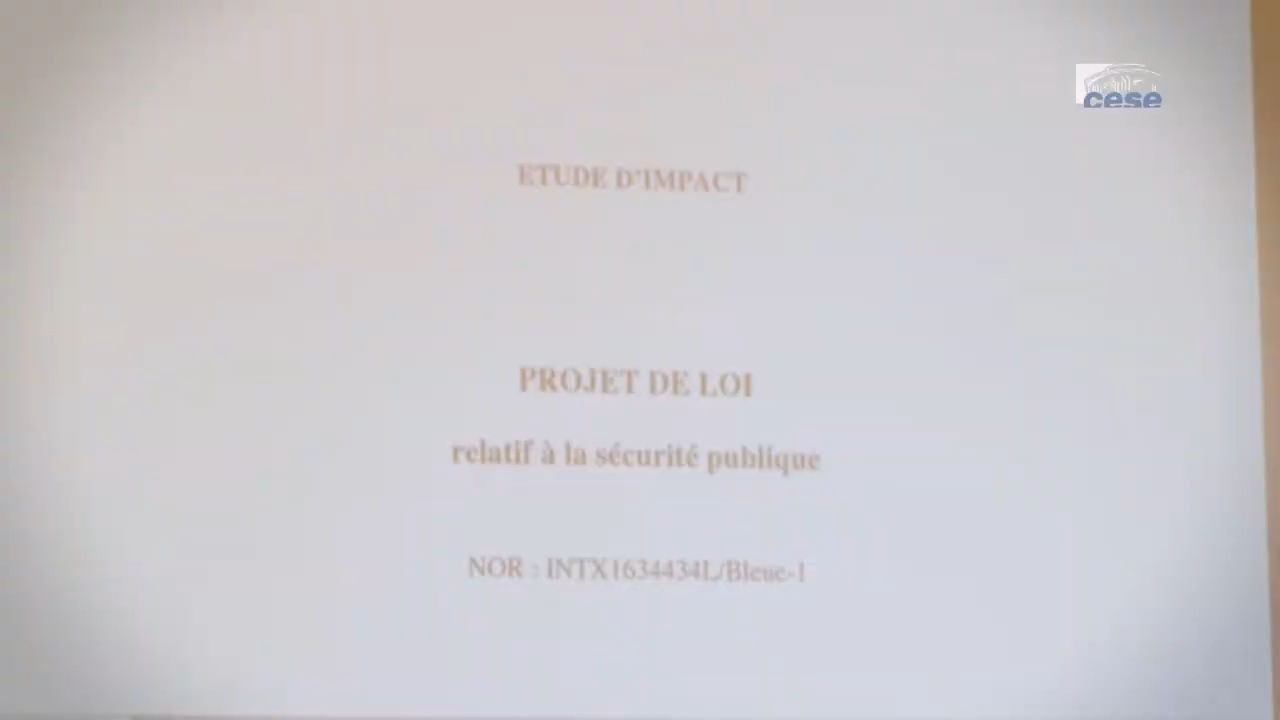 cese
ETUDE D'IMPACT
PROJET DE LOI
relatif à la sécurité publique
NOR : INTX1634434L/Bleue-1